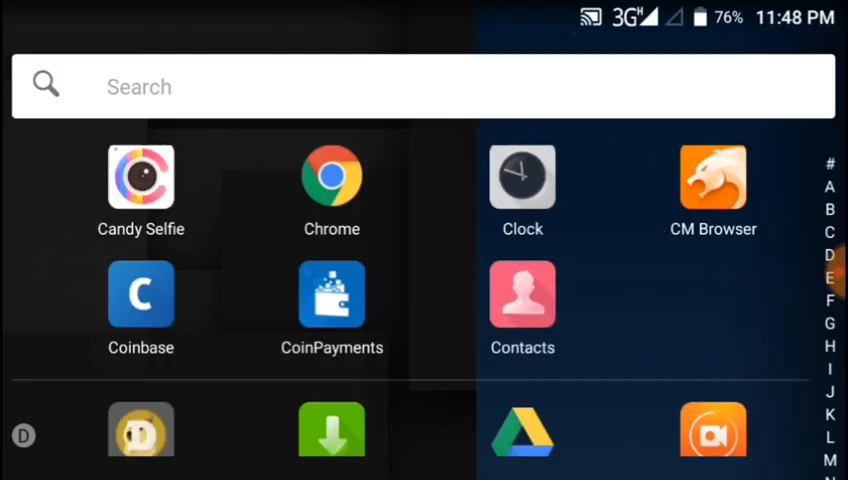 3G H 76% 11:48 PM
Search
Candy Selfie Chrome Clock CM Browser
C
Coinbase CoinPayments Contacts
D
#
A
B
C
D
E
F
G
H
I
J
K
L
M